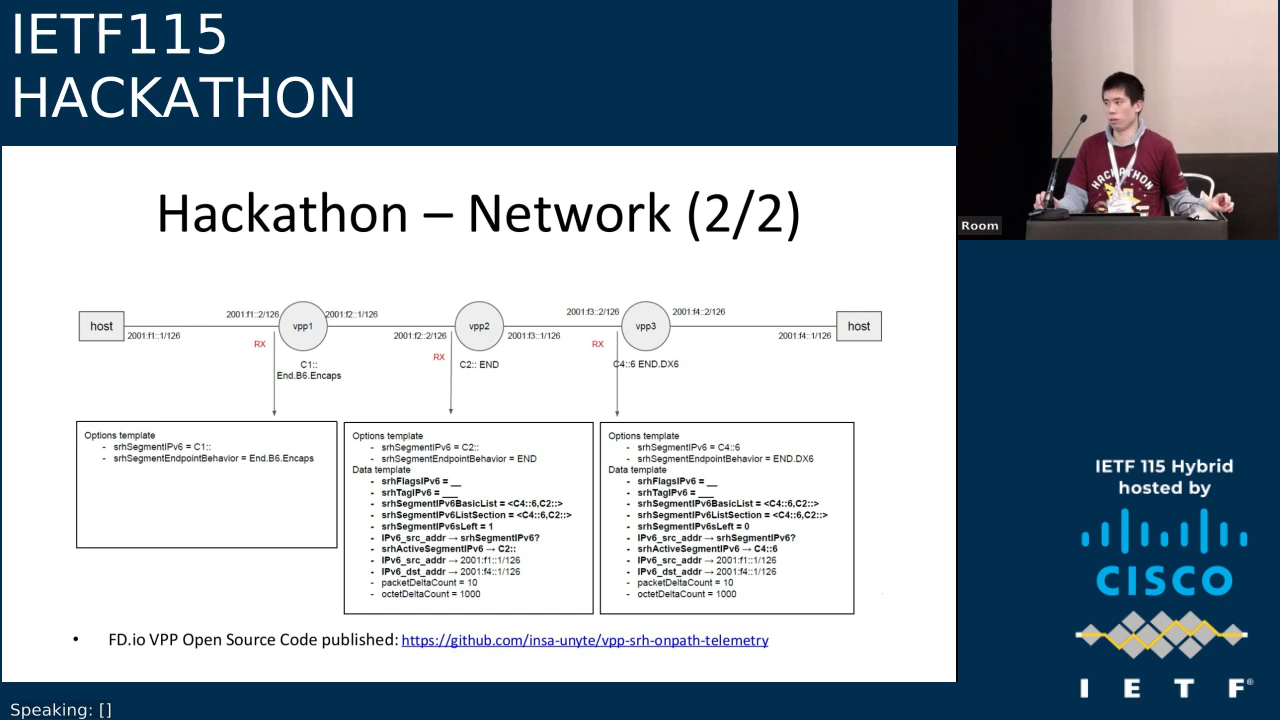 IETF115
HACKATHON
Room
Hackathon – Network (2/2)
host
2001:f1::1/126
2001:f1::2/126
vpp1
2001:f2::1/126
RX
C1::
End.B6.Encaps
2001:f2::2/126
vpp2
2001:f3::1/126
RX
C2:: END
2001:f3::2/126
vpp3
2001:f4::2/126
RX
C4::6 END.DX6
2001:f4::1/126
host
Options template
- srhSegmentIPv6 = C1::
- srhSegmentEndpointBehavior = End.B6.Encaps
Options template
- srhSegmentIPv6 = C2::
- srhSegmentEndpointBehavior = END
Data template
- srhFlagsIPv6 = __
- srhTagIPv6 = ___
- srhSegmentIPv6BasicList = <C4::6,C2::>
- srhSegmentIPv6ListSection = <C4::6,C2::>
- srhSegmentIPv6sLeft = 1
- IPv6_src_addr → srhSegmentIPv6?
- srhActiveSegmentIPv6 → C2::
- IPv6_src_addr → 2001:f1::1/126
- IPv6_dst_addr → 2001:f4::1/126
- packetDeltaCount = 10
- octetDeltaCount = 1000
Options template
- srhSegmentIPv6 = C4::6
- srhSegmentEndpointBehavior = END.DX6
Data template
- srhFlagsIPv6 = __
- srhTagIPv6 = ___
- srhSegmentIPv6BasicList = <C4::6,C2::>
- srhSegmentIPv6ListSection = <C4::6,C2::>
- srhSegmentIPv6sLeft = 0
- IPv6_src_addr → srhSegmentIPv6?
- srhActiveSegmentIPv6 → C4::6
- IPv6_src_addr → 2001:f1::1/126
- IPv6_dst_addr → 2001:f4::1/126
- packetDeltaCount = 10
- octetDeltaCount = 1000
• FD.io VPP Open Source Code published: https://github.com/insa-unyte/vpp-srh-onpath-telemetry
HACKATHON
IETF 115 Hybrid
hosted by
CISCO
I E T F®
Speaking: []